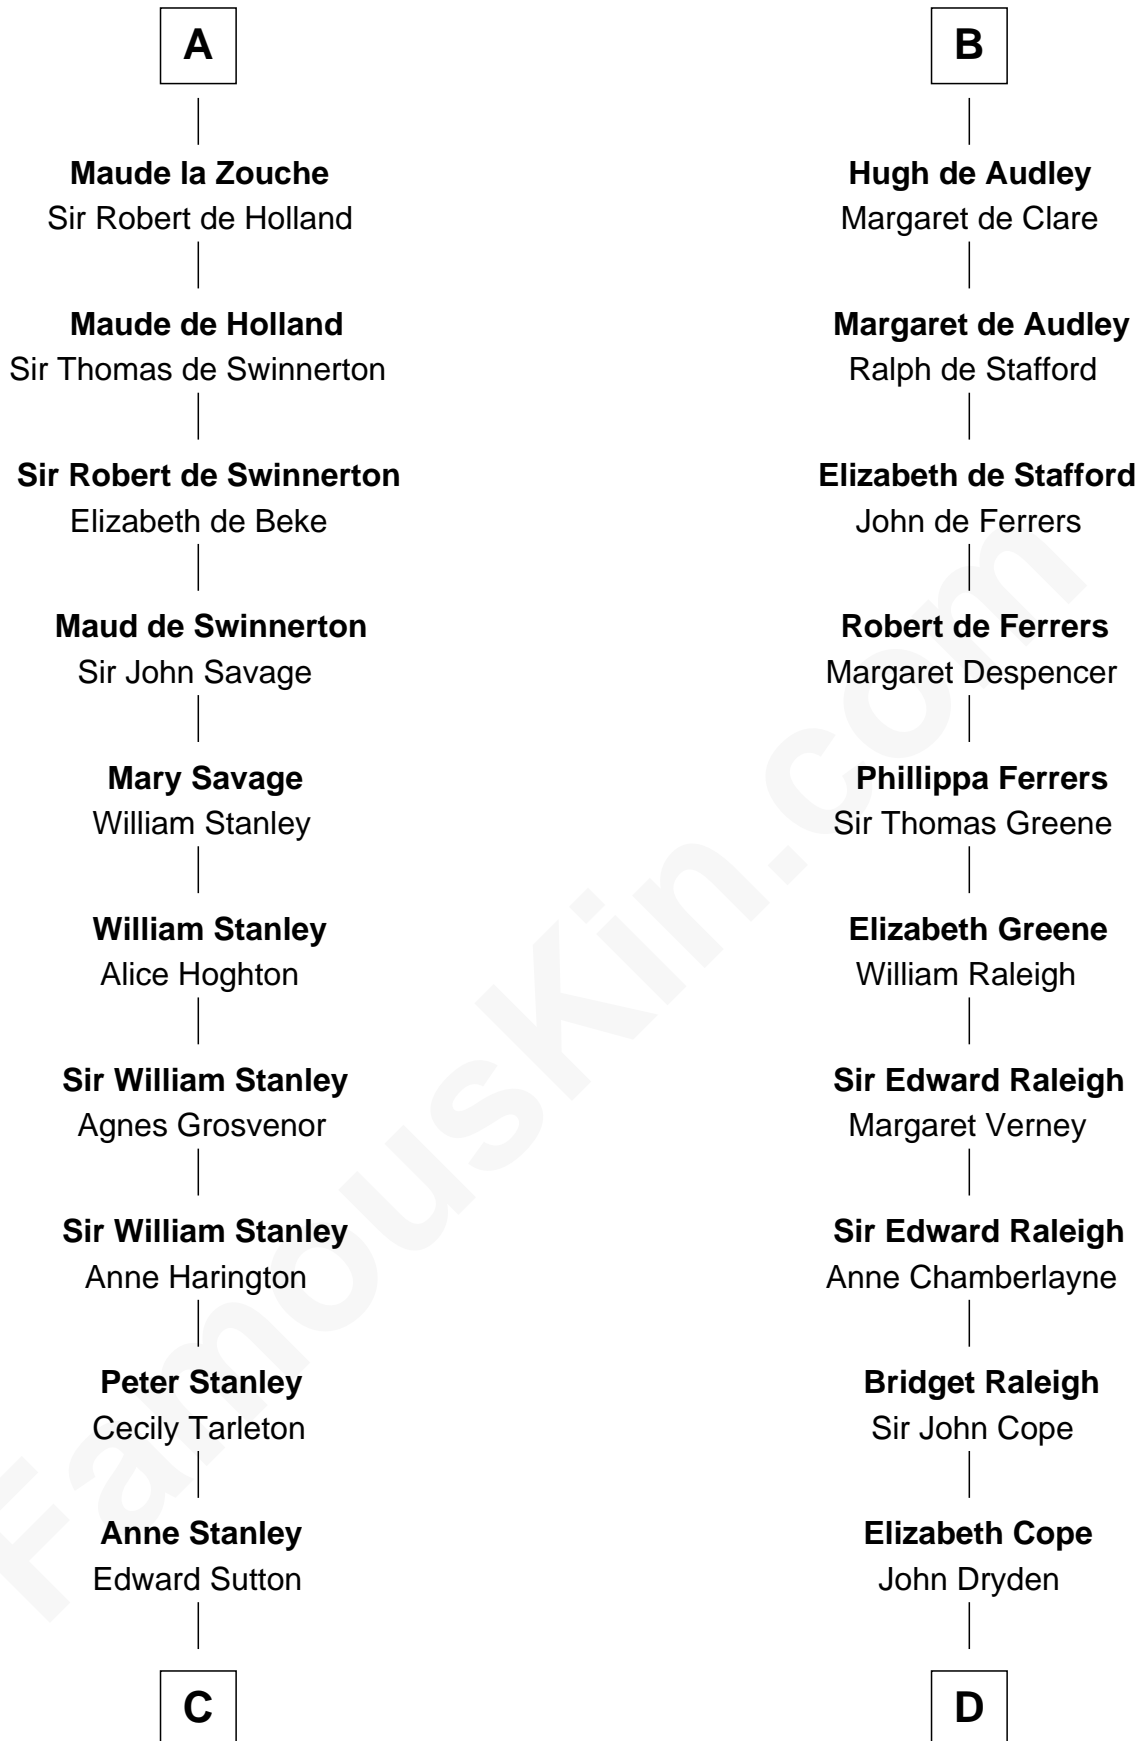 A
Maude la Zouche
Sir Robert de Holland
Maude de Holland
Sir Thomas de Swinnerton
Sir Robert de Swinnerton
Elizabeth de Beke
Maud de Swinnerton
Sir John Savage
Mary Savage
William Stanley
William Stanley
Alice Hoghton
Sir William Stanley
Agnes Grosvenor
Sir William Stanley
Anne Harington
Peter Stanley
Cecily Tarleton
Anne Stanley
Edward Sutton
C
B
Hugh de Audley
Margaret de Clare
Margaret de Audley
Ralph de Stafford
Elizabeth de Stafford
John de Ferrers
Robert de Ferrers
Margaret Despencer
Phillippa Ferrers
Sir Thomas Greene
Elizabeth Greene
William Raleigh
Sir Edward Raleigh
Margaret Verney
Sir Edward Raleigh
Anne Chamberlayne
Bridget Raleigh
Sir John Cope
Elizabeth Cope
John Dryden
D
FamousKin.com